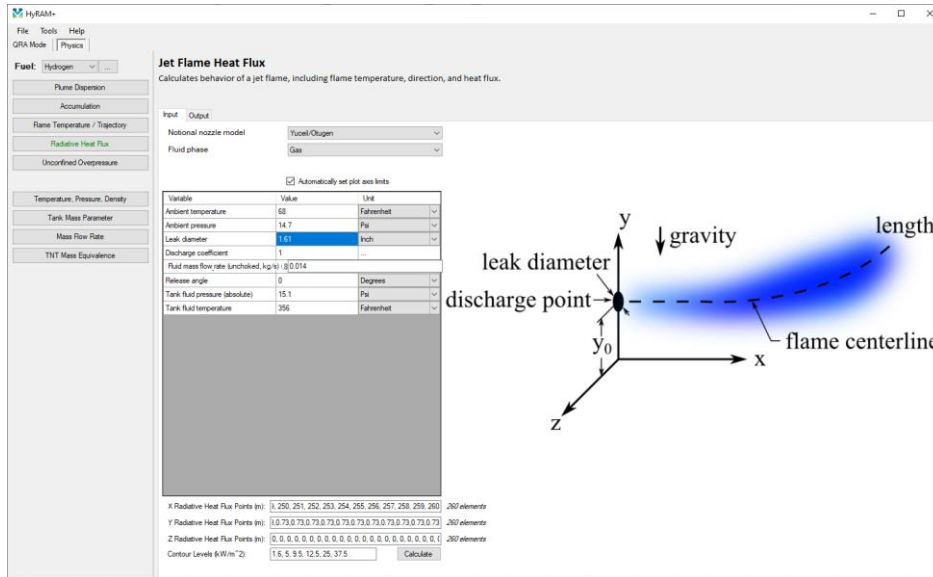 HyRAM+
File Tools Help
QRA Mode Physics
Fuel: Hydrogen ...
Plume Dispersion
Accumulation
Flame Temperature / Trajectory
Radiative Heat Flux
Unconfined Overpressure
Temperature, Pressure, Density
Tank Mass Parameter
Mass Flow Rate
TNT Mass Equivalence
Jet Flame Heat Flux
Calculates behavior of a jet flame, including flame temperature, direction, and heat flux.
Input Output
Notional nozzle model Yuceil/Otugen
Fluid phase Gas
Automatically set plot axis limits
Variable Value Unit
Ambient temperature 68 Fahrenheit
Ambient pressure 14.7 Psi
Leak diameter 1.61 Inch
Discharge coefficient 1 ...
Fluid mass flow rate (unchoked, kg/s) 0.014
Release angle 0 Degrees
Tank fluid pressure (absolute) 15.1 Psi
Tank fluid temperature 356 Fahrenheit
X Radiative Heat Flux Points (m): 250, 251, 252, 253, 254, 255, 256, 257, 258, 259, 260 260 elements
Y Radiative Heat Flux Points (m): 0.73,0.73,0.73,0.73,0.73,0.73,0.73,0.73,0.73,0.73,0.73 260 elements
Z Radiative Heat Flux Points (m): 0, 0, 0, 0, 0, 0, 0, 0, 0, 0, 0, 0, 0, 0, 0, 0, 0, 0, 0, 0, 0, 260 elements
Contour Levels (kW/m^2): 1.6, 5, 9.5, 12.5, 25, 37.5 Calculate
y
gravity
length
leak diameter
discharge point
y0
flame centerline
x
z